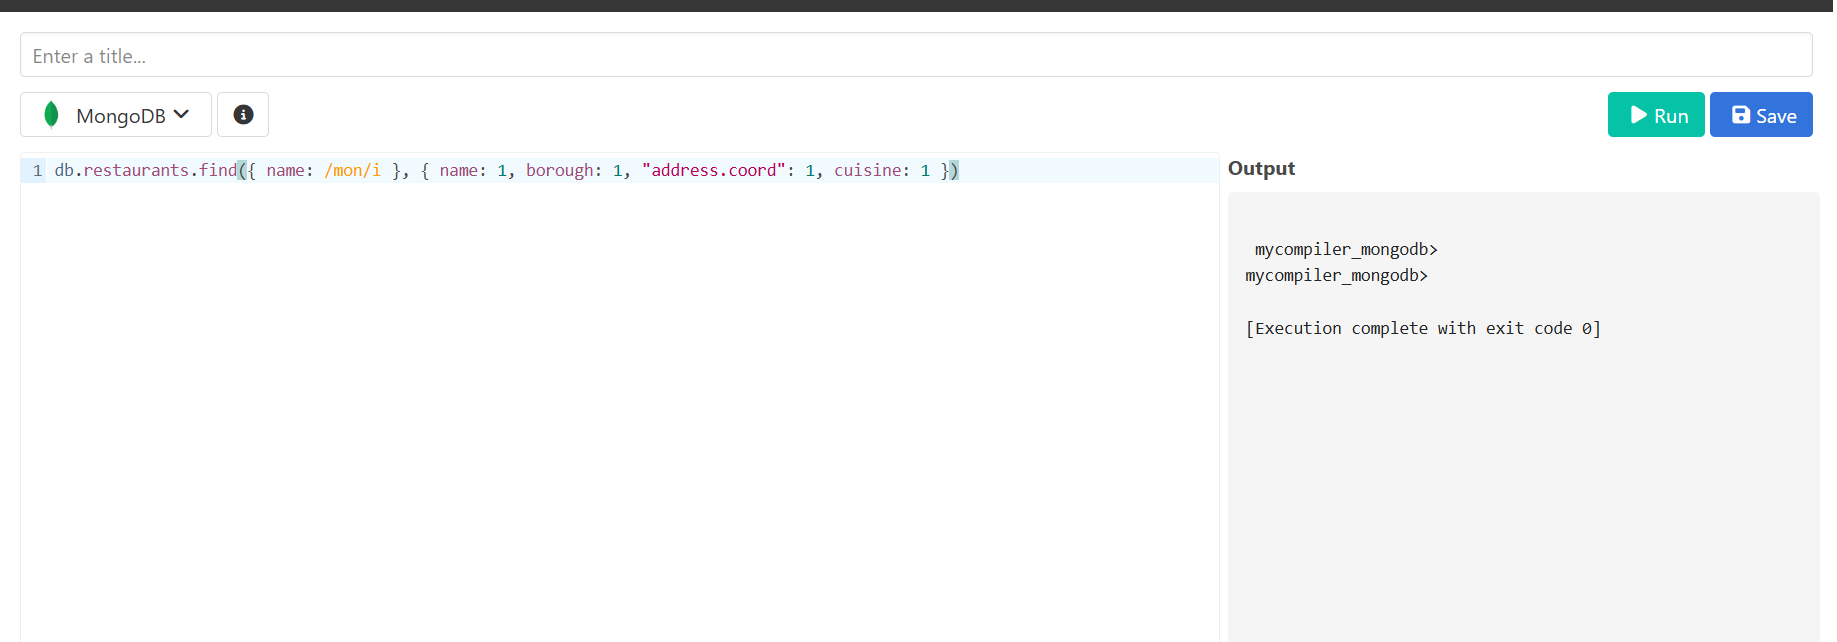 Enter a title...
MongoDB
Run
Save
1 db.restaurants.find({ name: /mon/i }, { name: 1, borough: 1, "address.coord": 1, cuisine: 1 })
Output
mycompiler_mongodb>
mycompiler_mongodb>
[Execution complete with exit code 0]